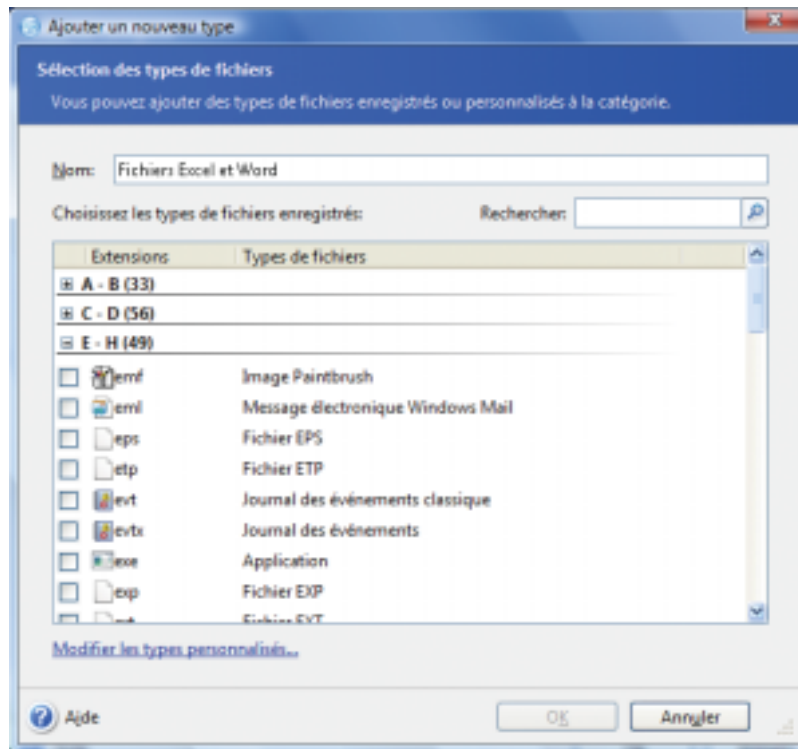 Ajouter un nouveau type
Sélection des types de fichiers
Vous pouvez ajouter des types de fichiers enregistrés ou personnalisés à la catégorie.
Nom: Fichiers Excel et Word
Choisissez les types de fichiers enregistrés: Rechercher:
Extensions Types de fichiers
A - B (33)
C - D (56)
E - H (49)
emf Image Paintbrush
eml Message électronique Windows Mail
eps Fichier EPS
etp Fichier ETP
evt Journal des événements classique
evtx Journal des événements
exe Application
exp Fichier EXP
Fichier EXT
Modifier les types personnalisés...
Aide OK Annuler